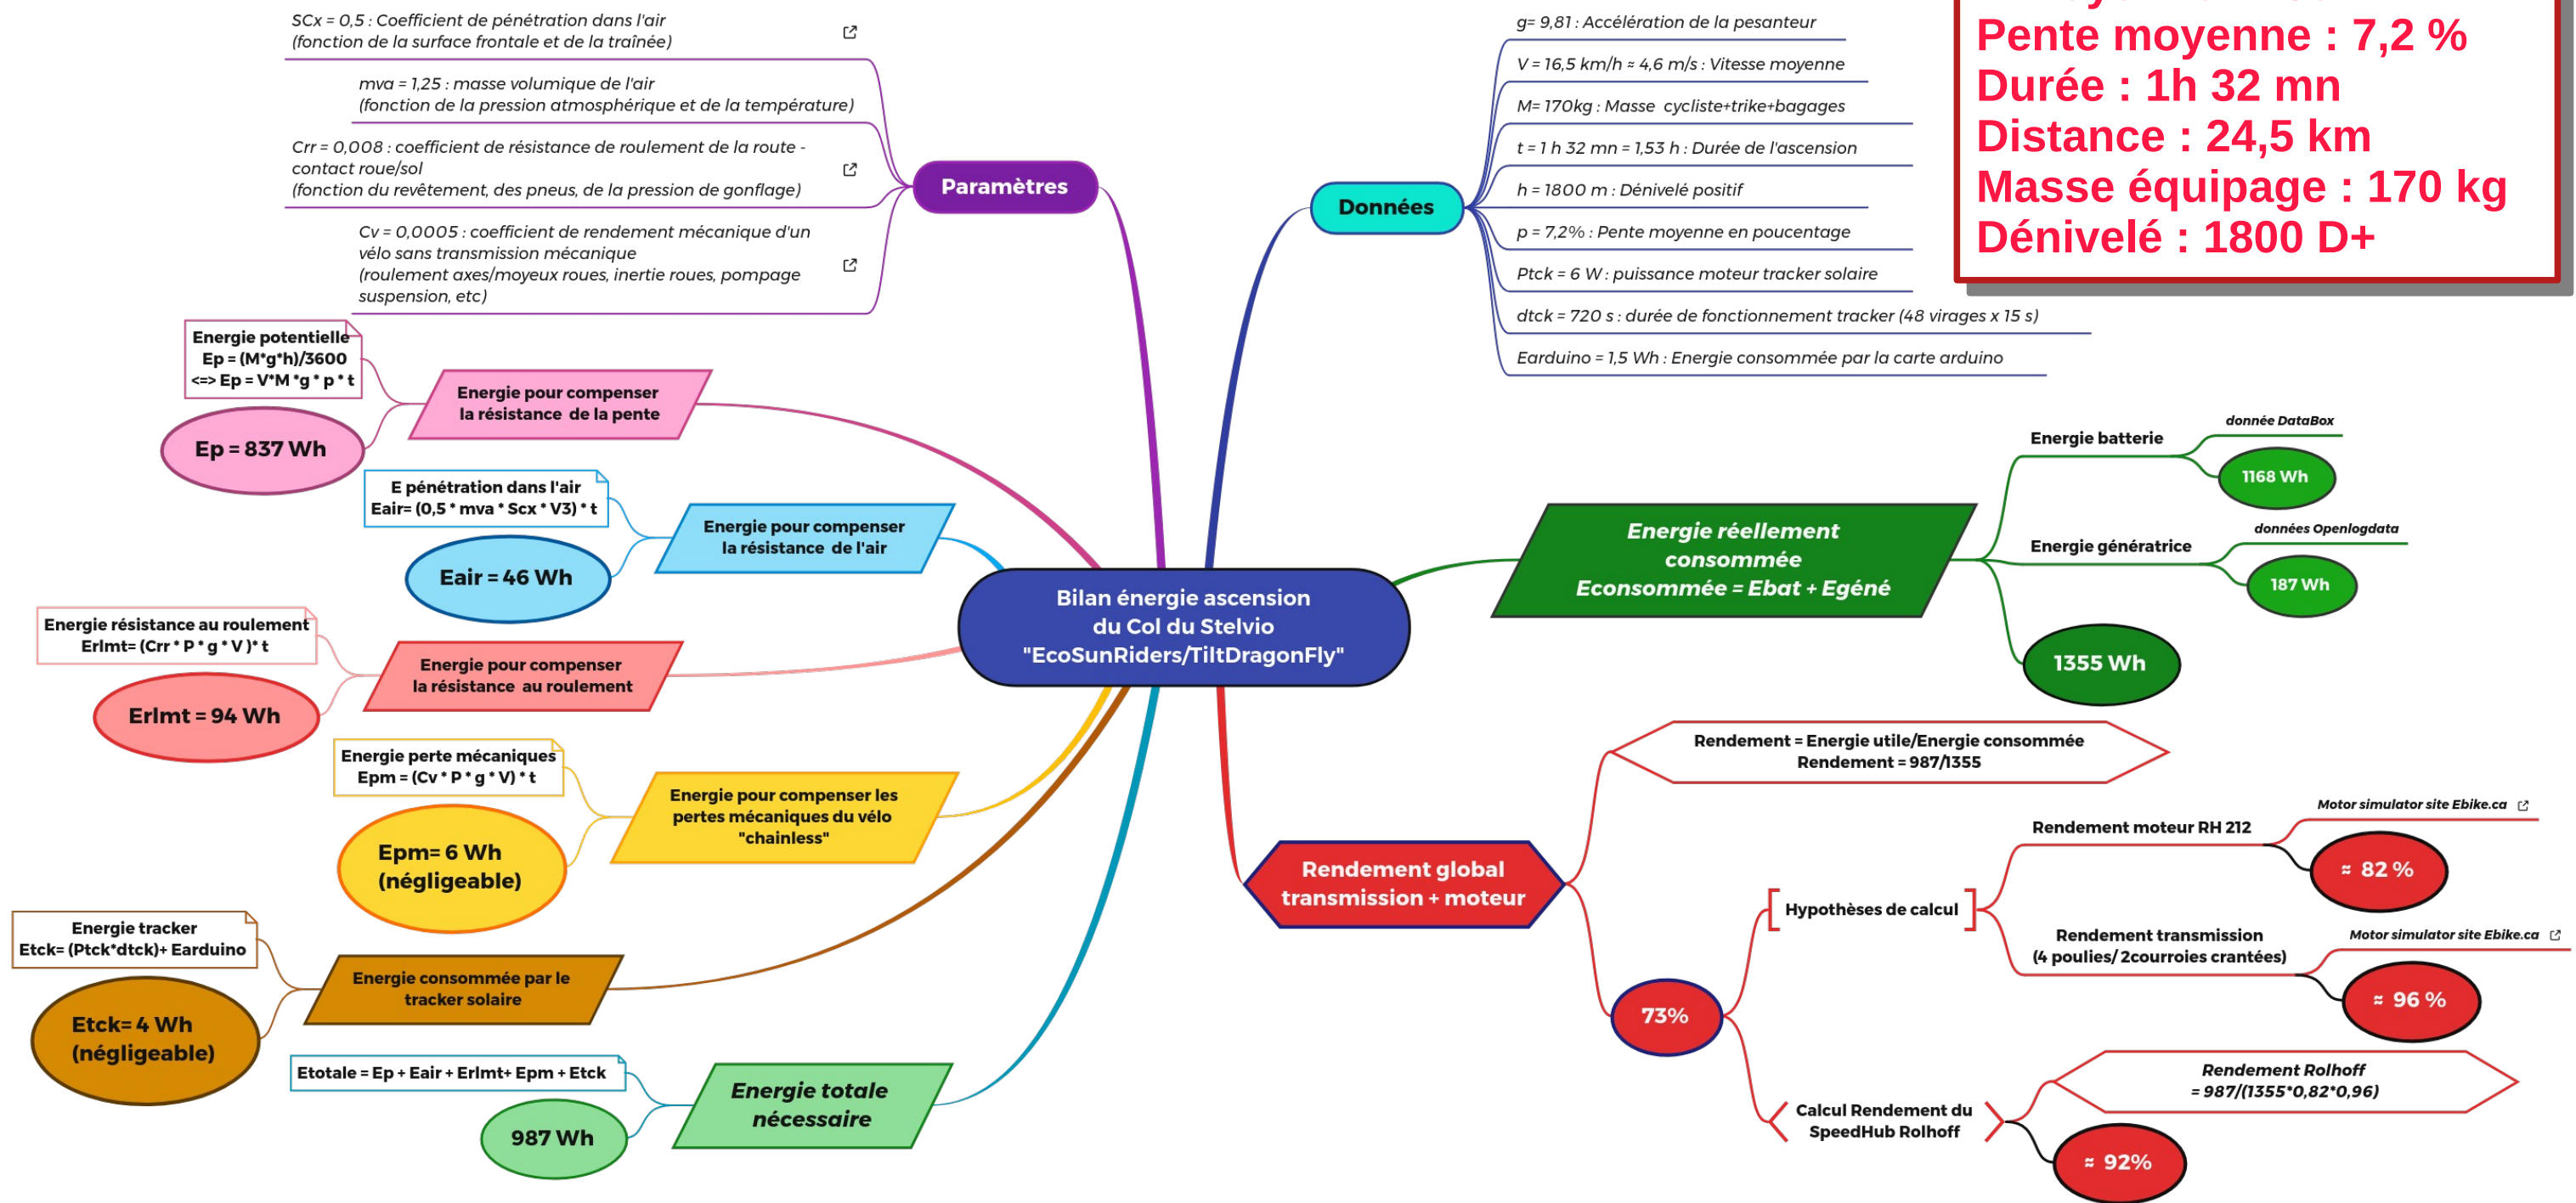 SCx = 0,5 : Coefficient de pénétration dans l'air
(fonction de la surface frontale et de la traînée)
mva = 1,25 : masse volumique de l'air
(fonction de la pression atmosphérique et de la température)
Crr = 0,008 : coefficient de résistance de roulement de la route -
contact roue/sol
(fonction du revêtement, des pneus, de la pression de gonflage)
Cv = 0,0005 : coefficient de rendement mécanique d'un
vélo sans transmission mécanique
(roulement axes/moyeux roues, inertie roues, pompage
suspension, etc)
Paramètres
Données
g= 9,81 : Accélération de la pesanteur
V = 16,5 km/h ≈ 4,6 m/s : Vitesse moyenne
M= 170kg : Masse cycliste+trike+bagages
t = 1 h 32 mn = 1,53 h : Durée de l'ascension
h = 1800 m : Dénivelé positif
p = 7,2% : Pente moyenne en poucentage
Ptck = 6 W : puissance moteur tracker solaire
dtck = 720 s : durée de fonctionnement tracker (48 virages x 15 s)
Earduino = 1,5 Wh : Energie consommée par la carte arduino
Pente moyenne : 7,2 %
Durée : 1h 32 mn
Distance : 24,5 km
Masse équipage : 170 kg
Dénivelé : 1800 D+
Energie potentielle
Ep = (M*g*h)/3600
<=> Ep = V*M *g * p * t
Ep = 837 Wh
Energie pour compenser
la résistance de la pente
E pénétration dans l'air
Eair= (0,5 * mva * Scx * V3) * t
Eair = 46 Wh
Energie pour compenser
la résistance de l'air
Energie résistance au roulement
Erlmt= (Crr * P * g * V )* t
Erlmt = 94 Wh
Energie pour compenser
la résistance au roulement
Energie perte mécaniques
Epm = (Cv * P * g * V) * t
Epm= 6 Wh
(négligeable)
Energie pour compenser les
pertes mécaniques du vélo
"chainless"
Energie tracker
Etck= (Ptck*dtck)+ Earduino
Etck= 4 Wh
(négligeable)
Energie consommée par le
tracker solaire
Etotale = Ep + Eair + Erlmt+ Epm + Etck
987 Wh
Energie totale
nécessaire
Bilan énergie ascension
du Col du Stelvio
"EcoSunRiders/TiltDragonFly"
Energie réellement
consommée
Econsommée = Ebat + Egéné
Energie batterie
donnée DataBox
1168 Wh
Energie génératrice
données Openlogdata
187 Wh
1355 Wh
Rendement global
transmission + moteur
Rendement = Energie utile/Energie consommée
Rendement = 987/1355
73%
Hypothèses de calcul
Rendement moteur RH 212
Motor simulator site Ebike.ca
≈ 82 %
Rendement transmission
(4 poulies/ 2courroies crantées)
Motor simulator site Ebike.ca
≈ 96 %
Calcul Rendement du
SpeedHub Rolhoff
Rendement Rolhoff
= 987/(1355*0,82*0,96)
≈ 92%